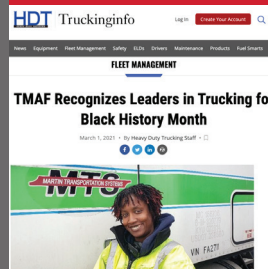 HDT Truckinginfo
Log In Create Your Account
News Equipment Fleet Management Safety ELDs Drivers Maintenance Products Fuel Smarts
FLEET MANAGEMENT
TMAF Recognizes Leaders in Trucking fo
Black History Month
March 1, 2021 • By Heavy Duty Trucking Staff •
MTS
MARTIN TRANSPORTATION SYSTEMS
VIN FA27